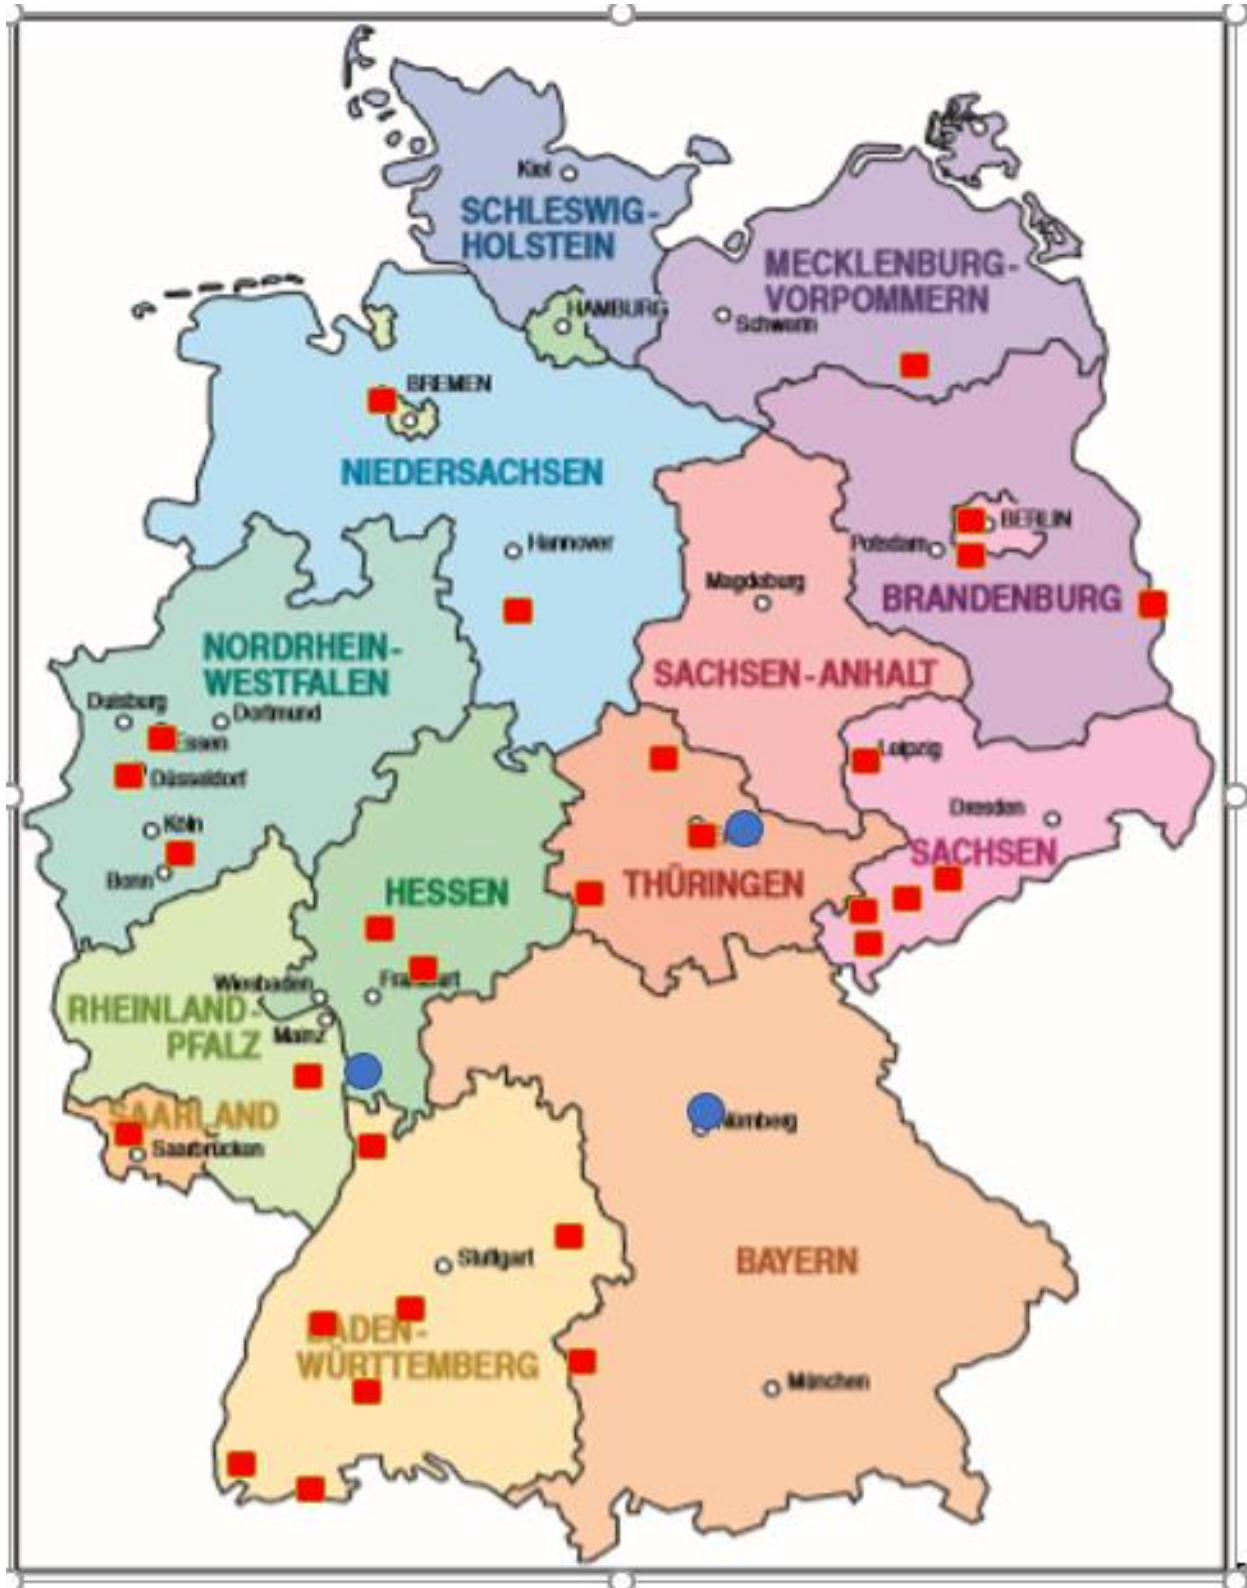 Kiel
SCHLESWIG-
HOLSTEIN
MECKLENBURG-
VORPOMMERN
HAMBURG
Schwerin
BREMEN
NIEDERSACHSEN
Hannover
BERLIN
Potsdam
Magdeburg
BRANDENBURG
NORDRHEIN-
WESTFALEN
SACHSEN-ANHALT
Duisburg
Dortmund
Essen
Leipzig
Düsseldorf
Dresden
Köln
SACHSEN
Bonn
HESSEN
THÜRINGEN
Wiesbaden
RHEINLAND-
PFALZ
Mainz
SAARLAND
Saarbrücken
Nürnberg
Stuttgart
BAYERN
BADEN-
WÜRTTEMBERG
München